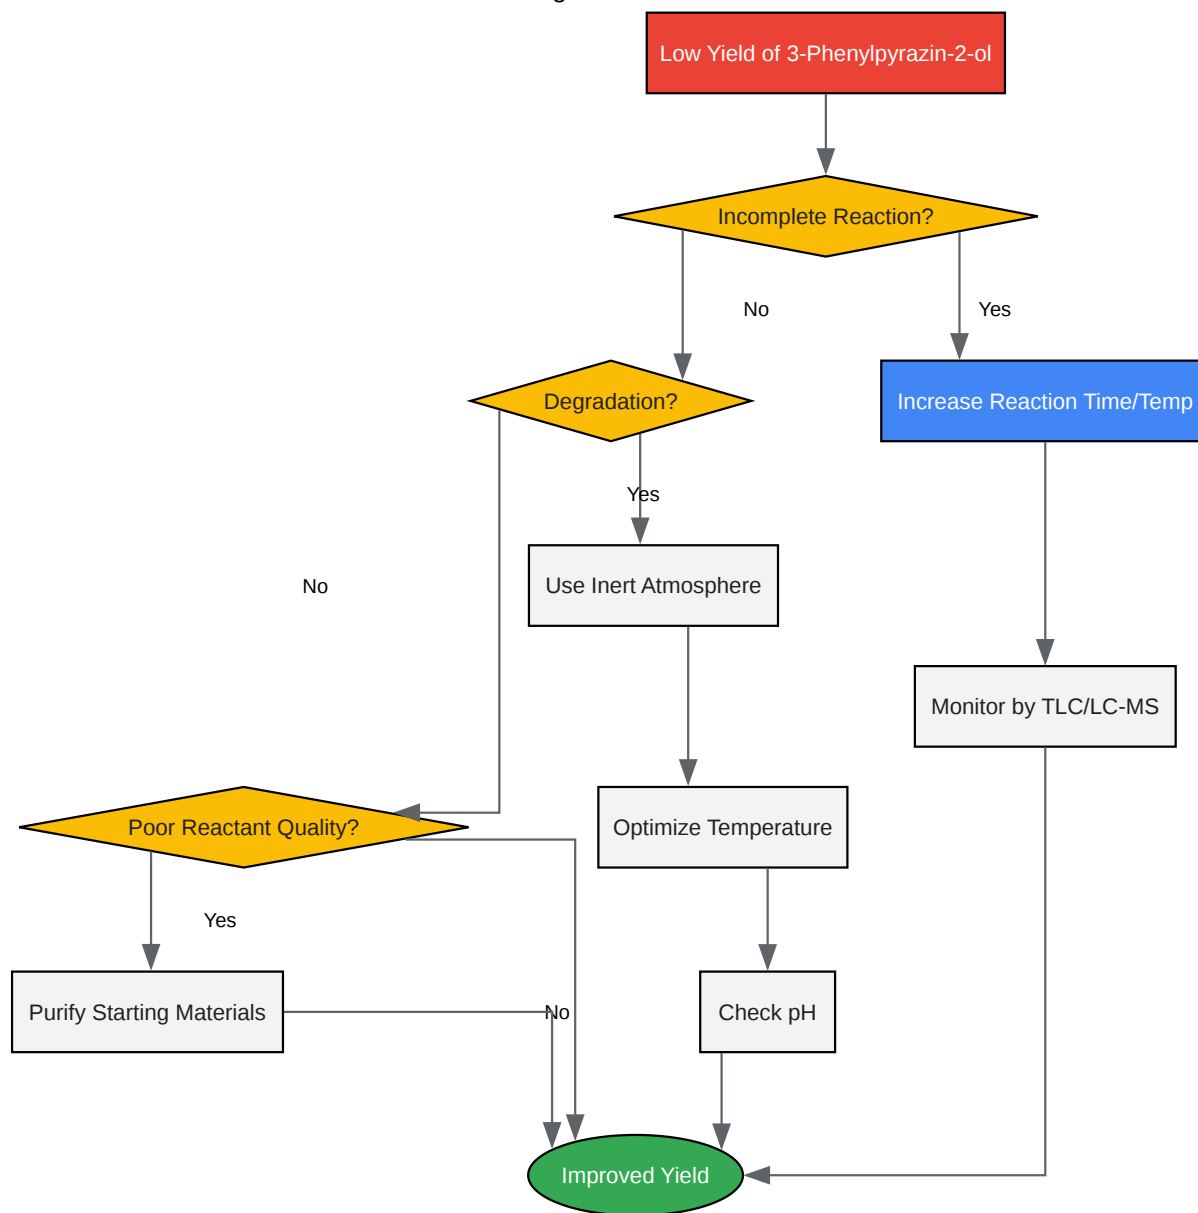 Low Yield of 3-Phenylpyrazin-2-ol
Incomplete Reaction?
No
Yes
Degradation?
Increase Reaction Time/Temp
Yes
Use Inert Atmosphere
No
Monitor by TLC/LC-MS
Poor Reactant Quality?
Optimize Temperature
Yes
Purify Starting Materials
No
Check pH
Improved Yield